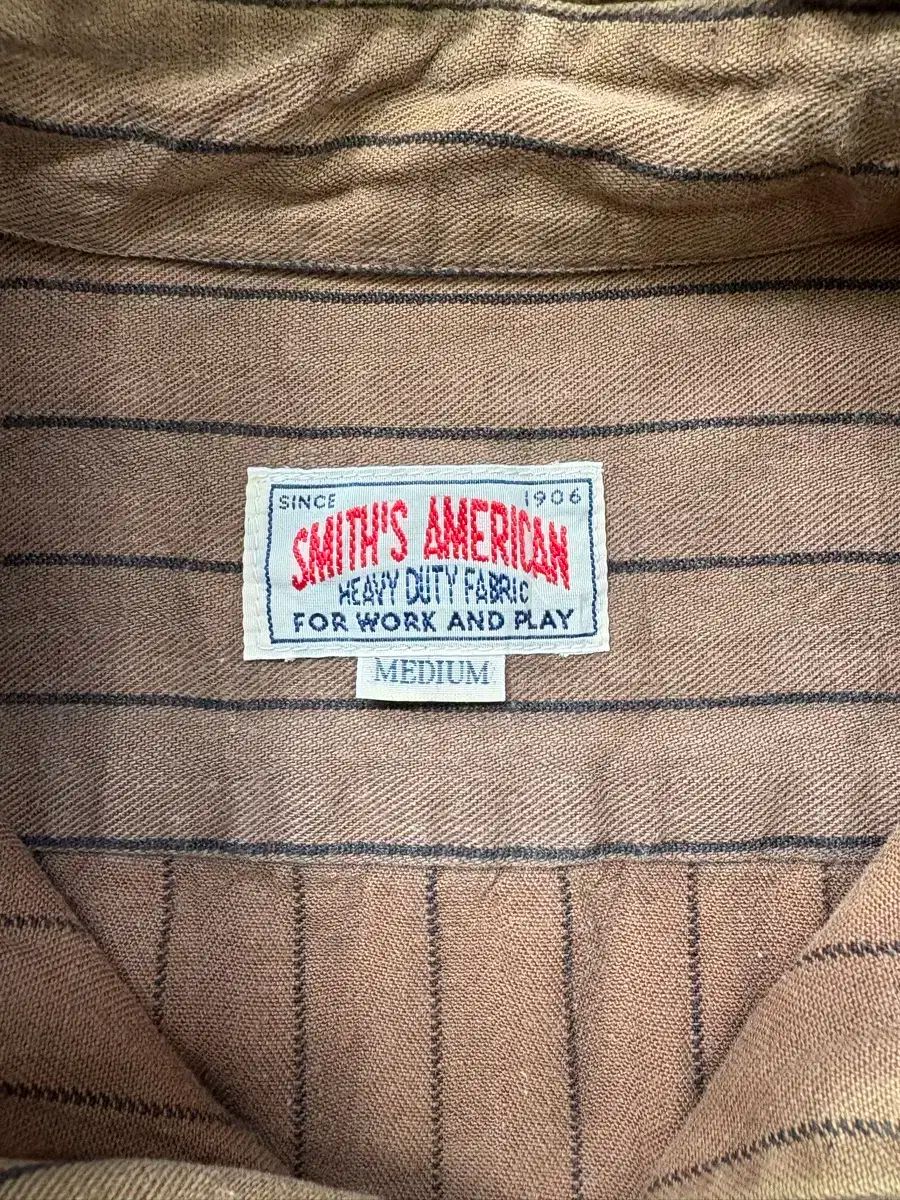 SINCE 1906
SMITH'S AMERICAN
HEAVY DUTY FABRIC
FOR WORK AND PLAY
MEDIUM